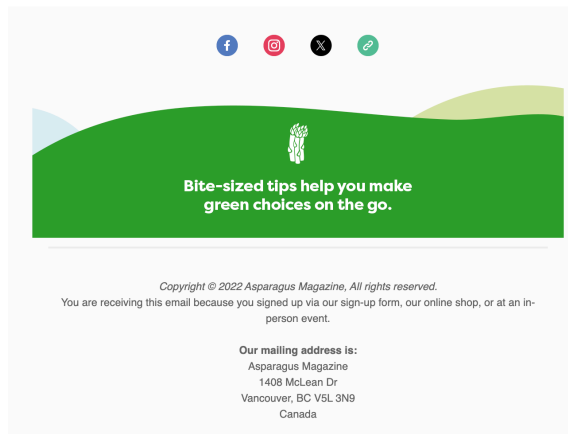 Bite-sized tips help you make
green choices on the go.
Copyright © 2022 Asparagus Magazine, All rights reserved.
You are receiving this email because you signed up via our sign-up form, our online shop, or at an in-
person event.
Our mailing address is:
Asparagus Magazine
1408 McLean Dr
Vancouver, BC V5L 3N9
Canada